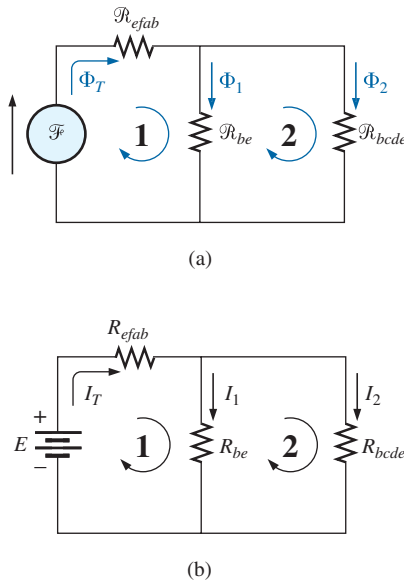 ℛefab
ΦT
Φ1
Φ2
ℱ
1
ℛbe
2
ℛbcde
(a)
Refab
IT
I1
I2
+
E
−
1
Rbe
2
Rbcde
(b)